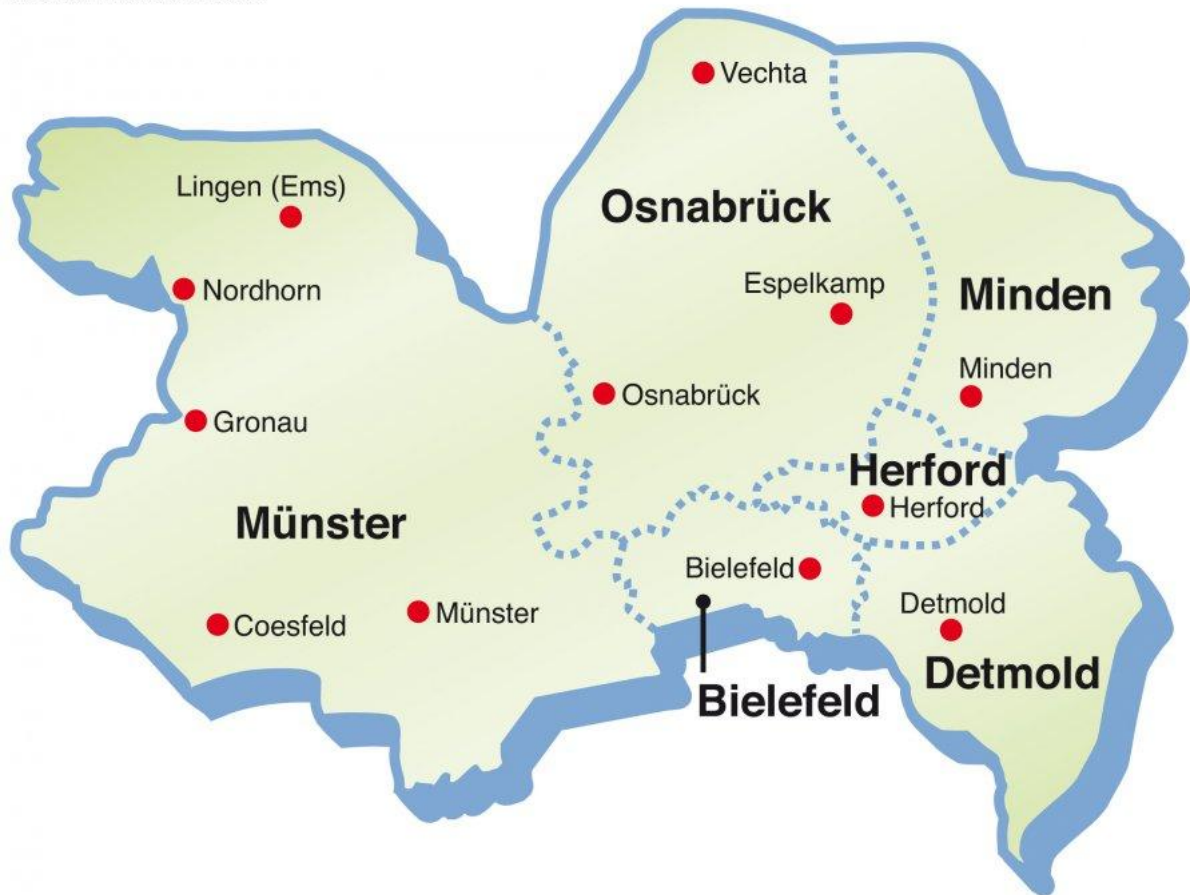 Vechta
Lingen (Ems)
Osnabrück
Nordhorn
Espelkamp
Minden
Minden
Osnabrück
Gronau
Herford
Herford
Münster
Bielefeld
Detmold
Münster
Coesfeld
Detmold
Bielefeld